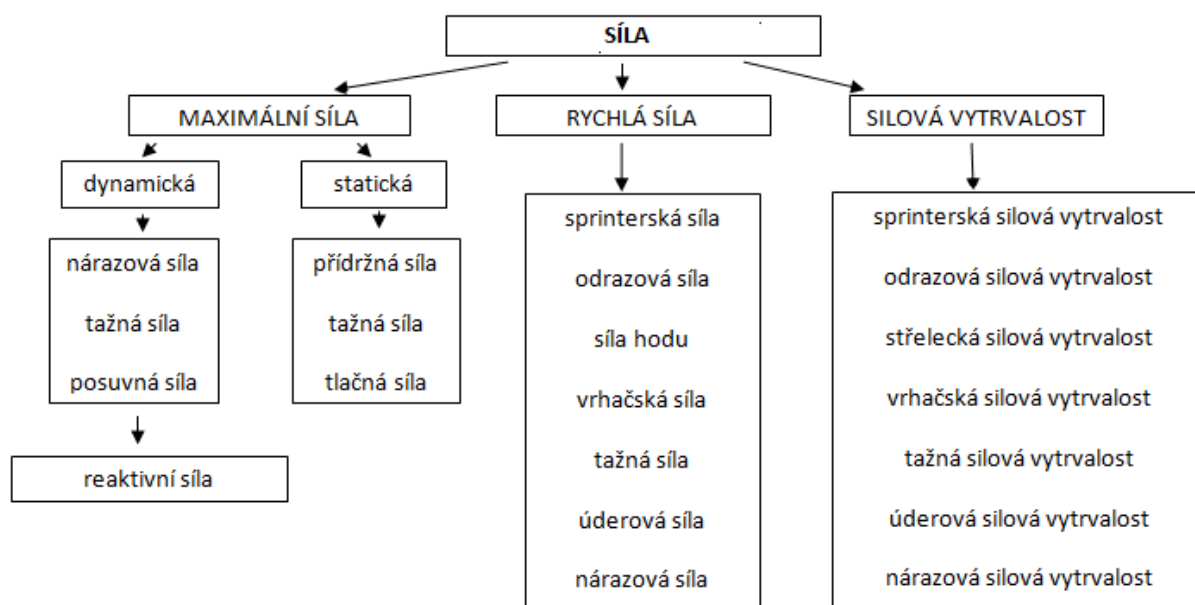 SÍLA
MAXIMÁLNÍ SÍLA
RYCHLÁ SÍLA
SILOVÁ VYTRVALOST
dynamická
statická
nárazová síla
tažná síla
posuvná síla
reaktivní síla
přídržná síla
tažná síla
tlačná síla
sprinterská síla
odrazová síla
síla hodu
vrhačská síla
tažná síla
úderová síla
nárazová síla
sprinterská silová vytrvalost
odrazová silová vytrvalost
střelecká silová vytrvalost
vrhačská silová vytrvalost
tažná silová vytrvalost
úderová silová vytrvalost
nárazová silová vytrvalost